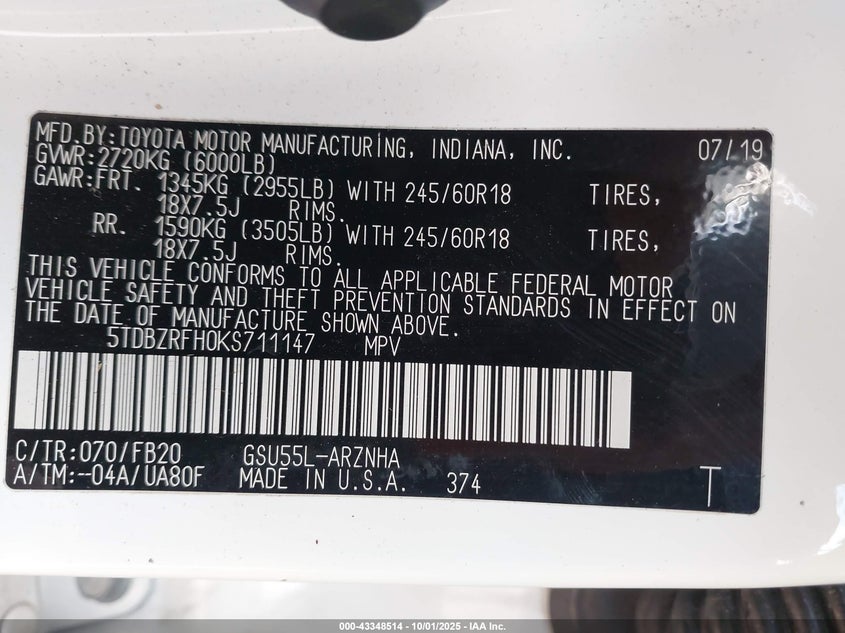 MFD.BY:TOYOTA MOTOR MANUFACTURING, INDIANA, INC. 07/19
GVWR:2720KG (6000LB)
GAWR:FRT. 1345KG (2955LB) WITH 245/60R18 TIRES,
18X7.5J RIMS.
RR. 1590KG (3505LB) WITH 245/60R18 TIRES,
18X7.5J RIMS.
THIS VEHICLE CONFORMS TO ALL APPLICABLE FEDERAL MOTOR
VEHICLE SAFETY AND THEFT PREVENTION STANDARDS IN EFFECT ON
THE DATE OF MANUFACTURE SHOWN ABOVE.
5TDBZRFH0KS711147 MPV
C/TR:070/FB20 GSU55L-ARZNHA
A/TM:-04A/UA80F MADE IN U.S.A. 374 T
000-43348514 - 10/01/2025 - IAA Inc.